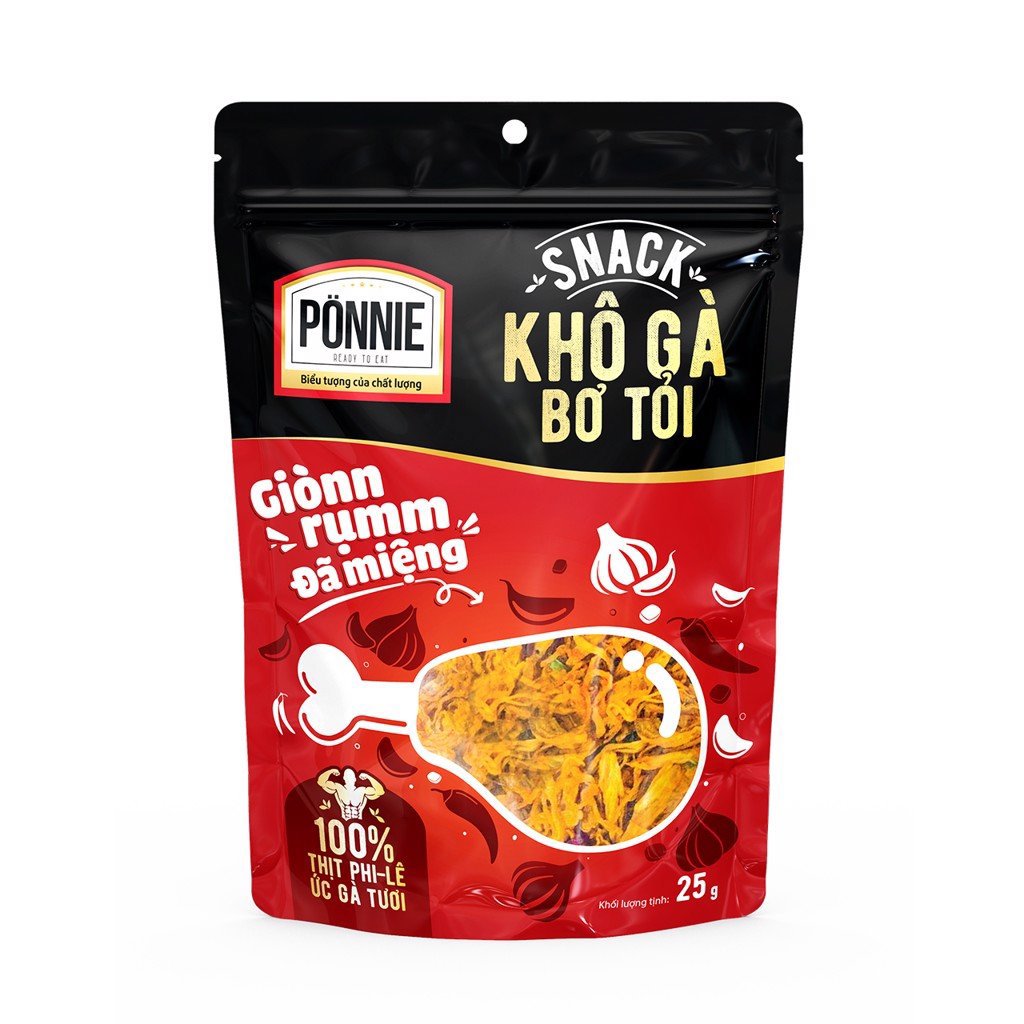 PÖNNIE
READY TO EAT
Biểu tượng của chất lượng
SNACK
KHÔ GÀ
BƠ TỎI
Giònn
rụmm
Đã miệng
100%
THỊT PHI-LÊ
ỨC GÀ TƯƠI
Khối lượng tịnh: 25 g